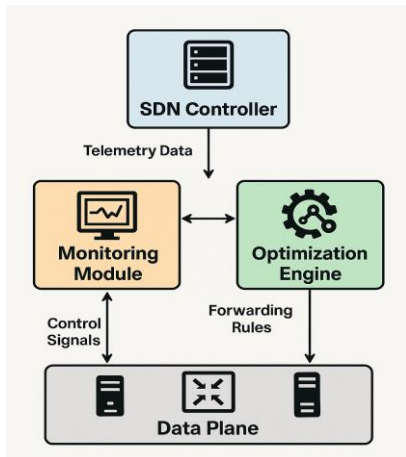 SDN Controller
Telemetry Data
Monitoring
Module
Optimization
Engine
Control
Signals
Forwarding
Rules
Data Plane